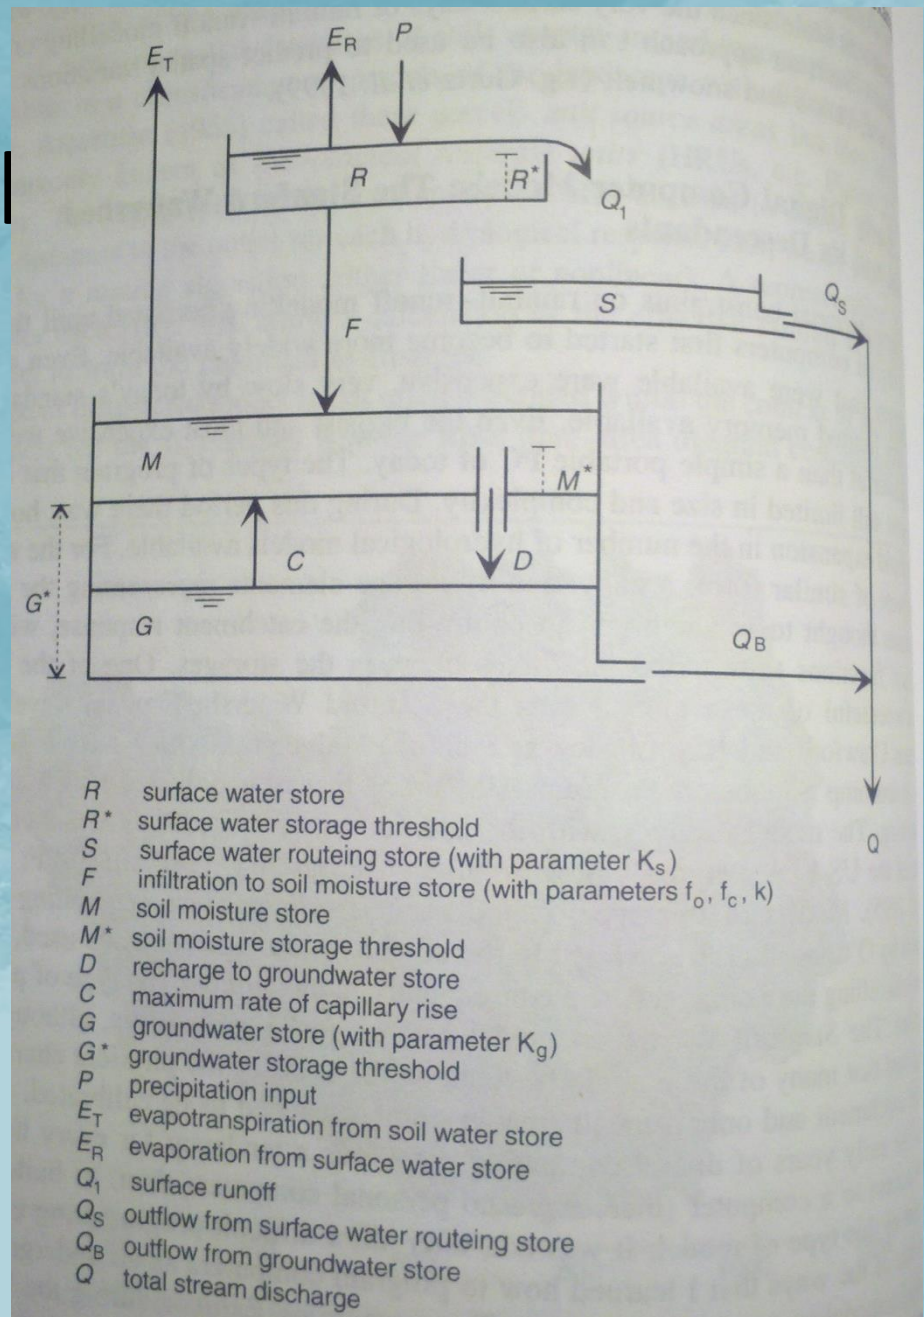 E_T
E_R
P
R
R*
Q_1
S
Q_s
F
M
M*
C
D
G*
G
Q_B
Q
R surface water store
R* surface water storage threshold
S surface water routeing store (with parameter K_s)
F infiltration to soil moisture store (with parameters f_o, f_c, k)
M soil moisture store
M* soil moisture storage threshold
D recharge to groundwater store
C maximum rate of capillary rise
G groundwater store (with parameter K_g)
G* groundwater storage threshold
P precipitation input
E_T evapotranspiration from soil water store
E_R evaporation from surface water store
Q_1 surface runoff
Q_S outflow from surface water routeing store
Q_B outflow from groundwater store
Q total stream discharge